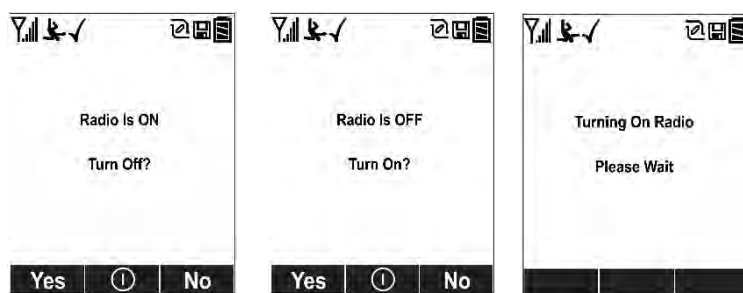 Radio Is ON
Turn Off?
Yes
No
Radio Is OFF
Turn On?
Yes
No
Turning On Radio
Please Wait